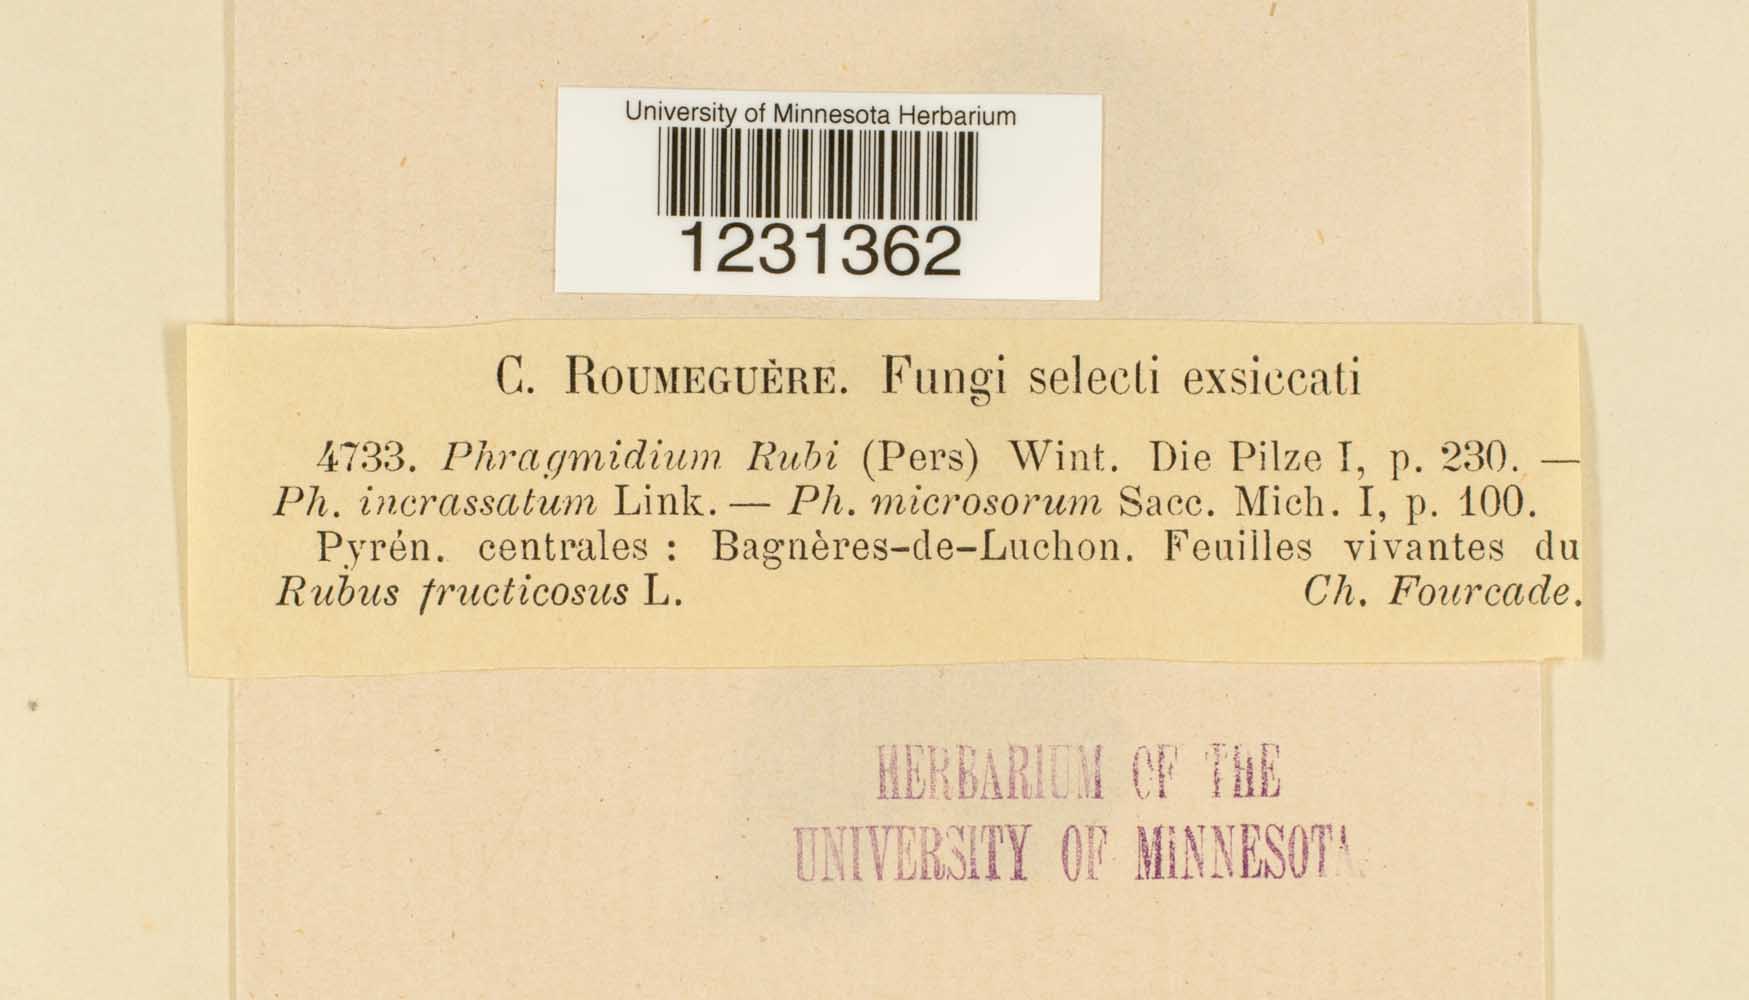 University of Minnesota Herbarium
1231362
C. ROUMEGUÈRE. Fungi selecti exsiccati
4733. Phragmidium Rubi (Pers) Wint. Die Pilze I, p. 230. —
Ph. incrassatum Link. — Ph. microsorum Sacc. Mich. I, p. 100.
Pyrén. centrales : Bagnères-de-Luchon. Feuilles vivantes du
Rubus fructicosus L. Ch. Fourcade.
HERBARIUM OF THE
UNIVERSITY OF MINNESOTA